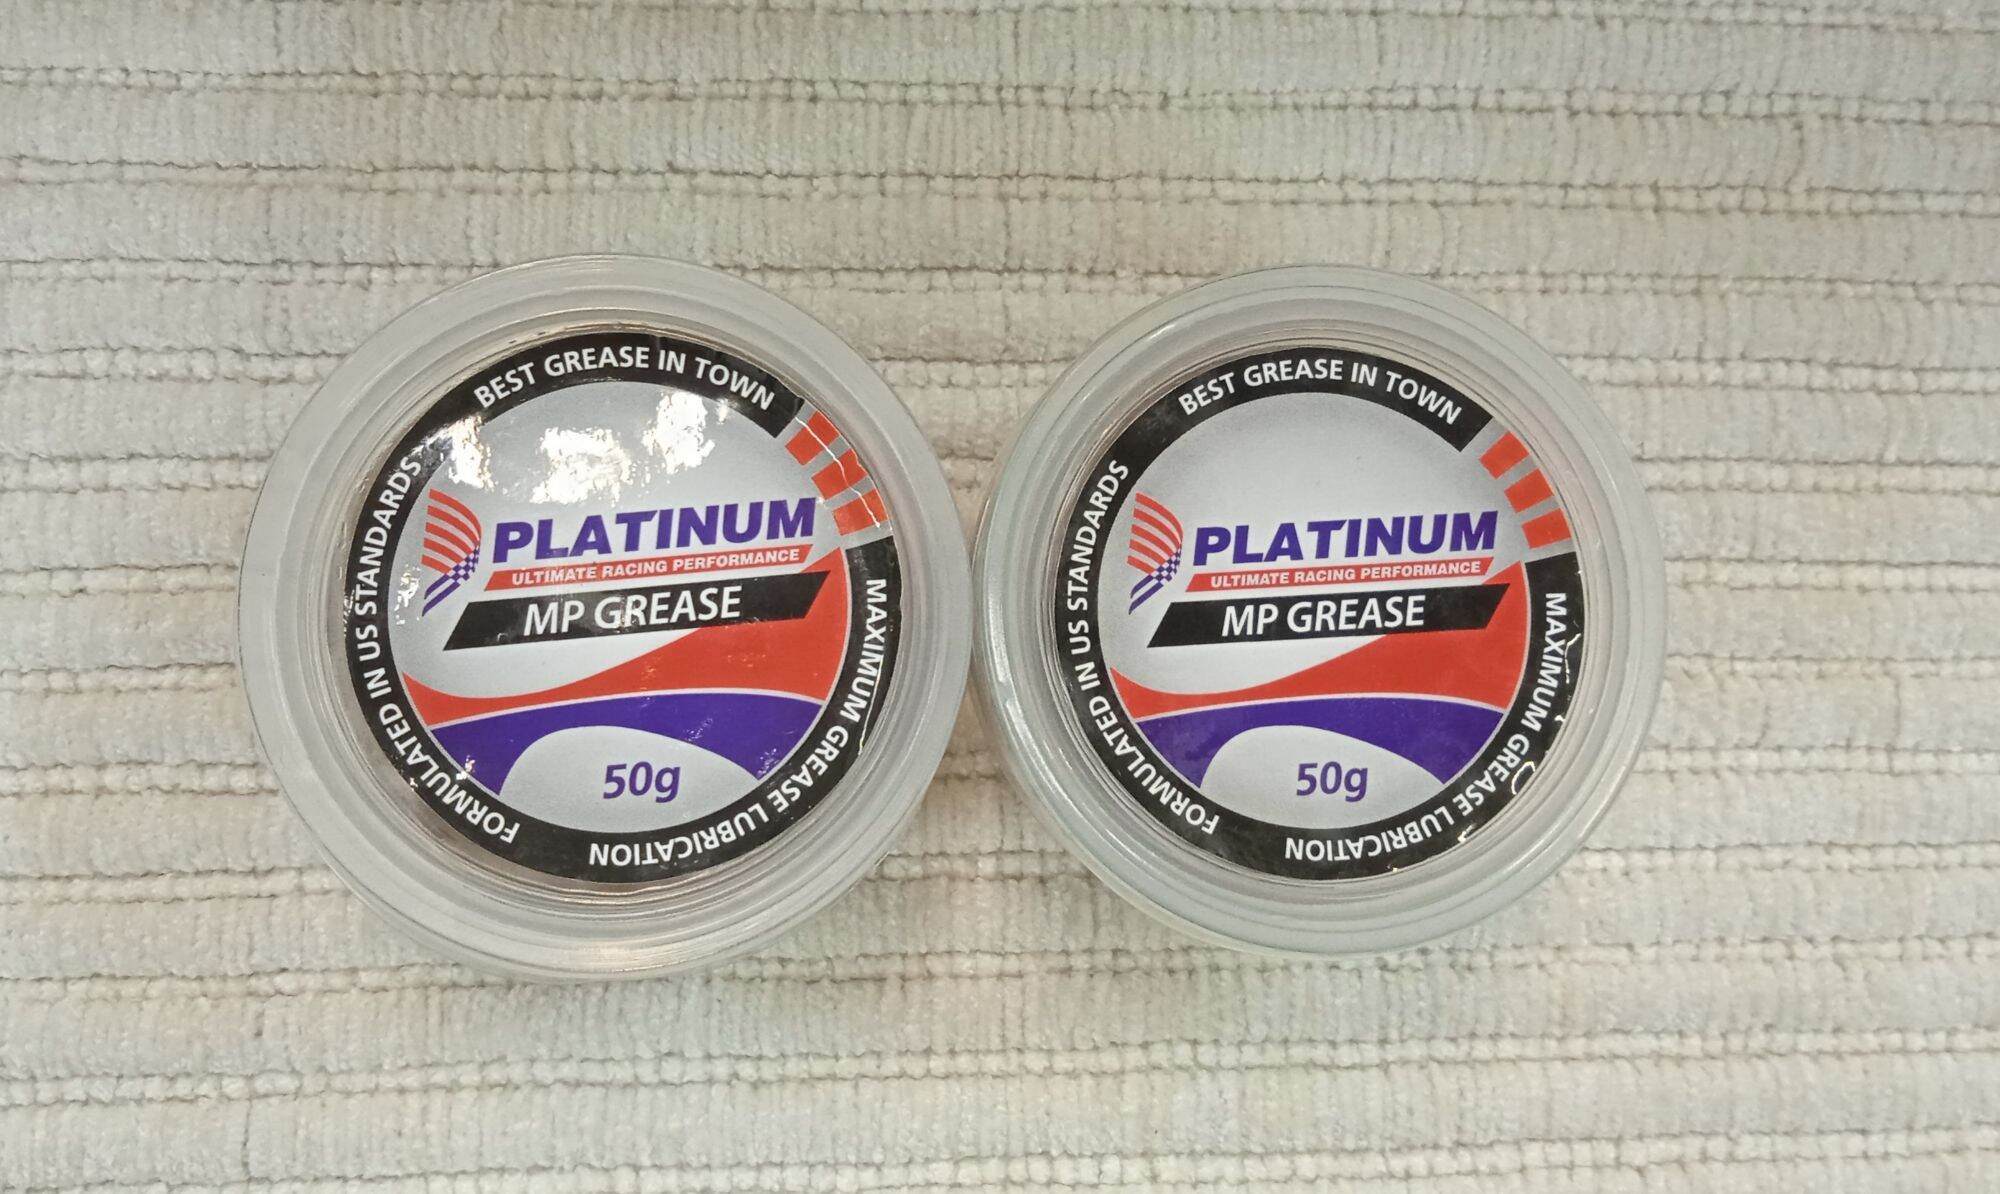 BEST GREASE IN TOWN
FORMULATED IN US STANDARDS
PLATINUM
ULTIMATE RACING PERFORMANCE
MP GREASE
50g
MAXIMUM GREASE LUBRICATION
BEST GREASE IN TOWN
FORMULATED IN US STANDARDS
PLATINUM
ULTIMATE RACING PERFORMANCE
MP GREASE
50g
MAXIMUM GREASE LUBRICATION